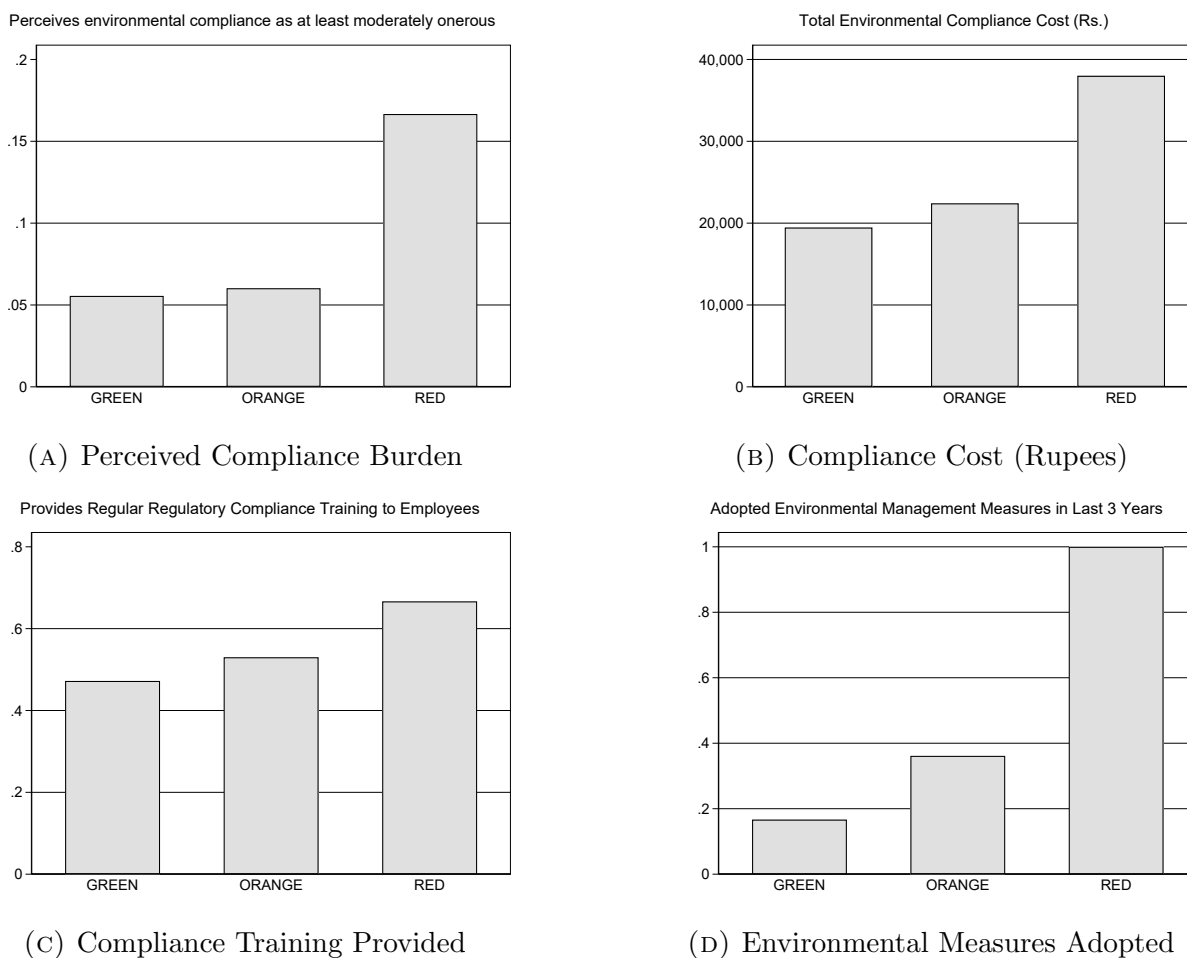 Perceives environmental compliance as at least moderately onerous
.2
.15
.1
.05
0
GREEN ORANGE RED
(A) Perceived Compliance Burden
Total Environmental Compliance Cost (Rs.)
40,000
30,000
20,000
10,000
0
GREEN ORANGE RED
(B) Compliance Cost (Rupees)
Provides Regular Regulatory Compliance Training to Employees
.8
.6
.4
.2
0
GREEN ORANGE RED
(C) Compliance Training Provided
Adopted Environmental Management Measures in Last 3 Years
1
.8
.6
.4
.2
0
GREEN ORANGE RED
(D) Environmental Measures Adopted